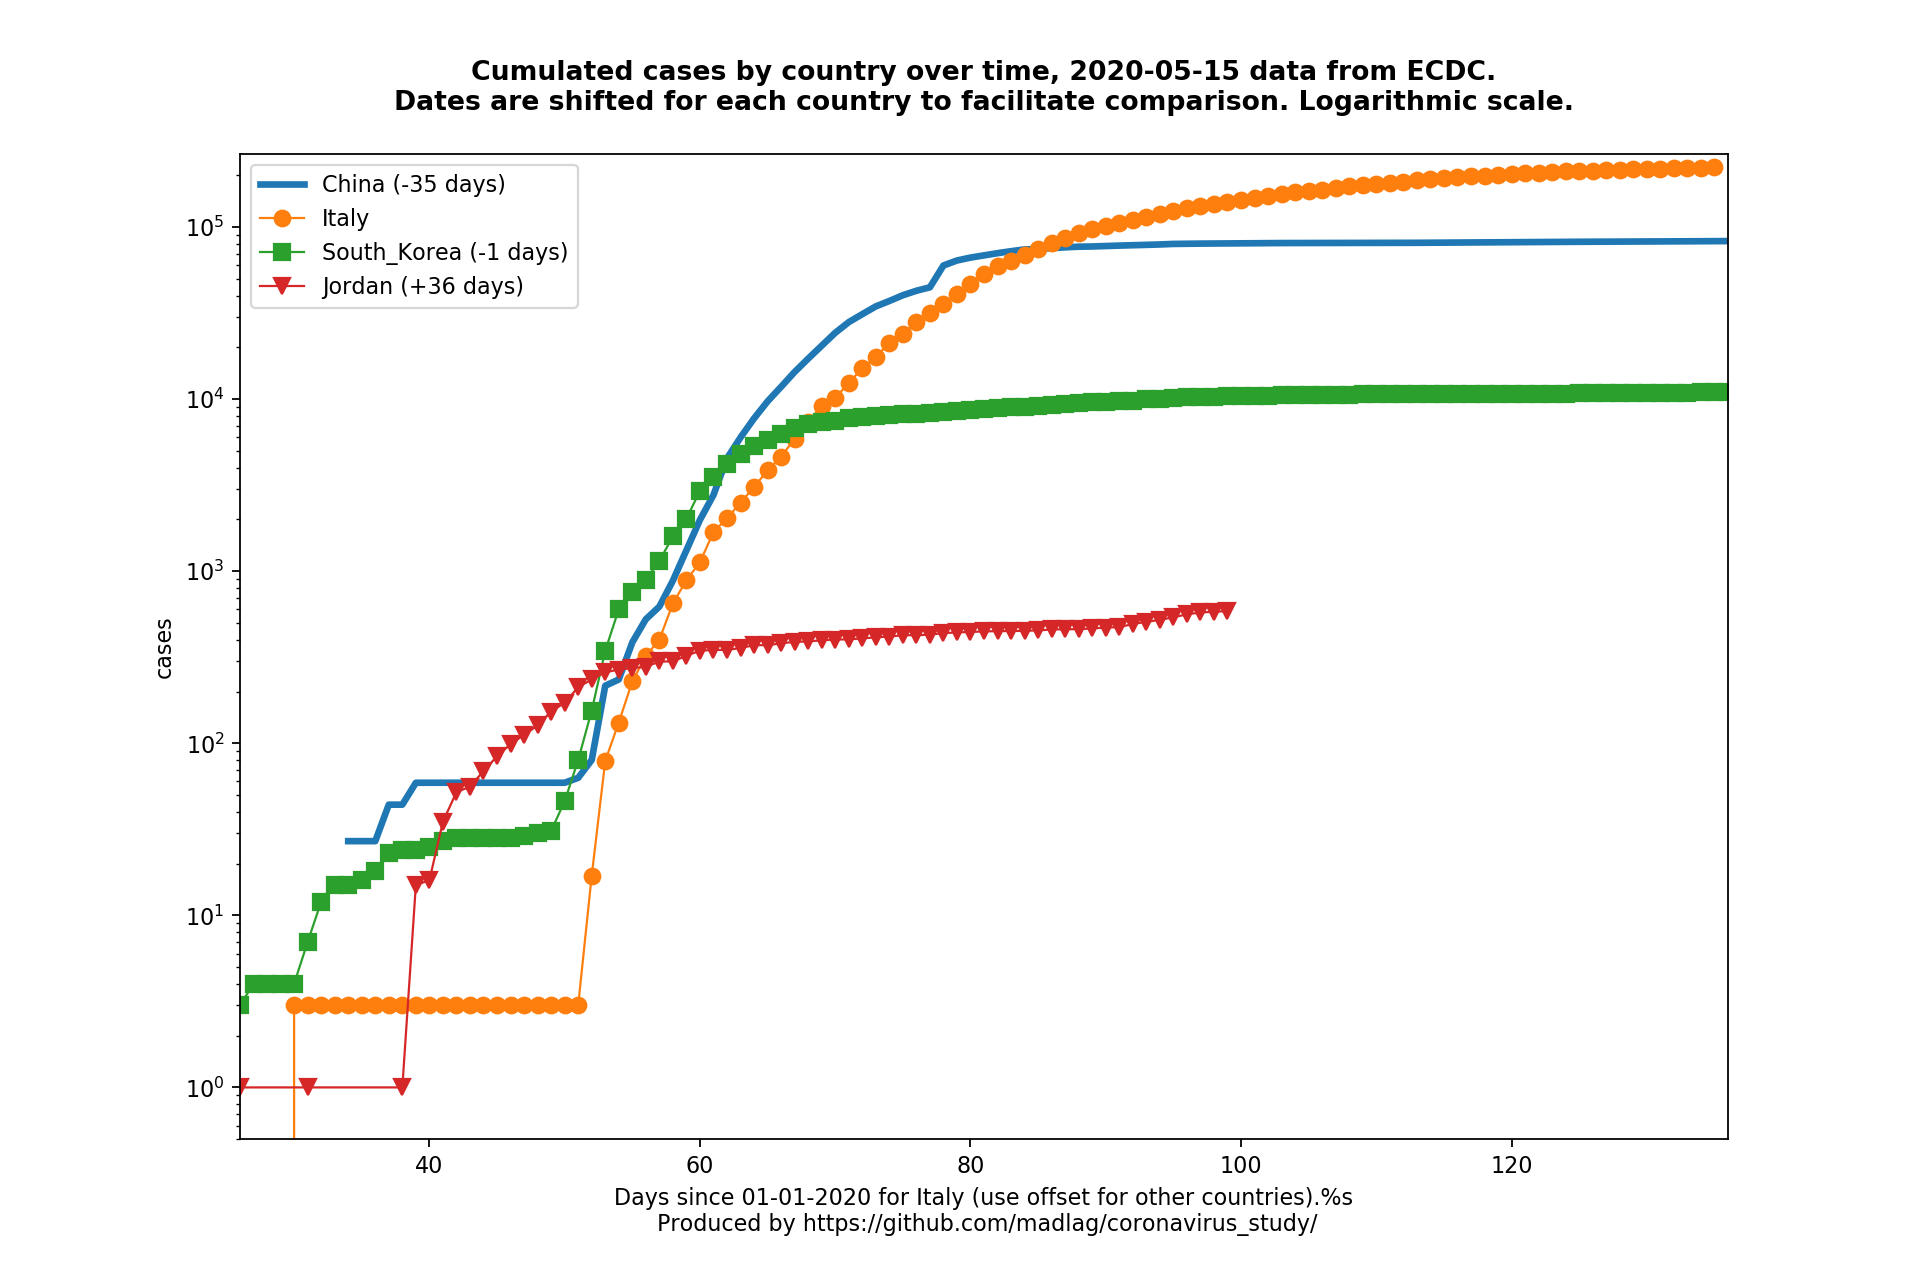 Cumulated cases by country over time, 2020-05-15 data from ECDC.
Dates are shifted for each country to facilitate comparison. Logarithmic scale.
China (-35 days)
Italy
South_Korea (-1 days)
Jordan (+36 days)
10^5
10^4
10^3
10^2
10^1
10^0
cases
40 60 80 100 120
Days since 01-01-2020 for Italy (use offset for other countries).%s
Produced by https://github.com/madlag/coronavirus_study/